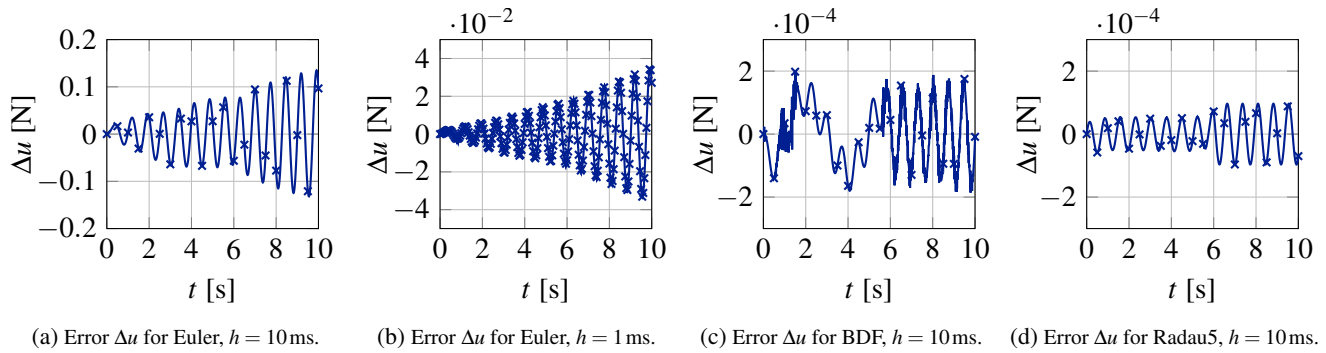 0 2 4 6 8 10
−0.2
−0.1
0
0.1
0.2
t [s]
Δu [N]
(a) Error Δu for Euler, h = 10 ms.
0 2 4 6 8 10
−4
−2
0
2
4
·10−2
t [s]
Δu [N]
(b) Error Δu for Euler, h = 1 ms.
0 2 4 6 8 10
−2
0
2
·10−4
t [s]
Δu [N]
(c) Error Δu for BDF, h = 10 ms.
0 2 4 6 8 10
−2
0
2
·10−4
t [s]
Δu [N]
(d) Error Δu for Radau5, h = 10 ms.